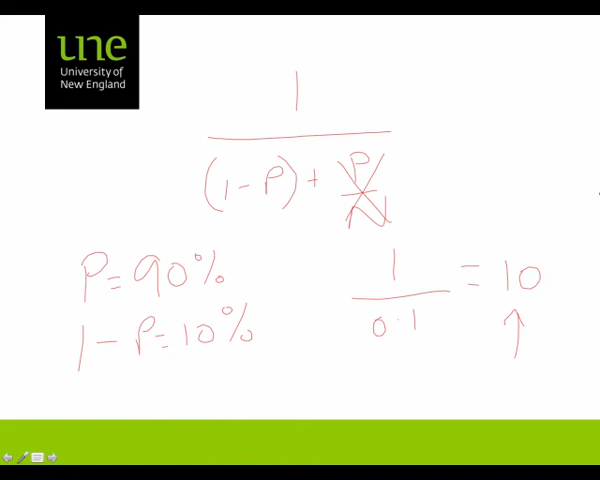 une
University of
New England
1
(1 - P) + P/N
P = 90%
1 - P = 10%
1
0.1
= 10